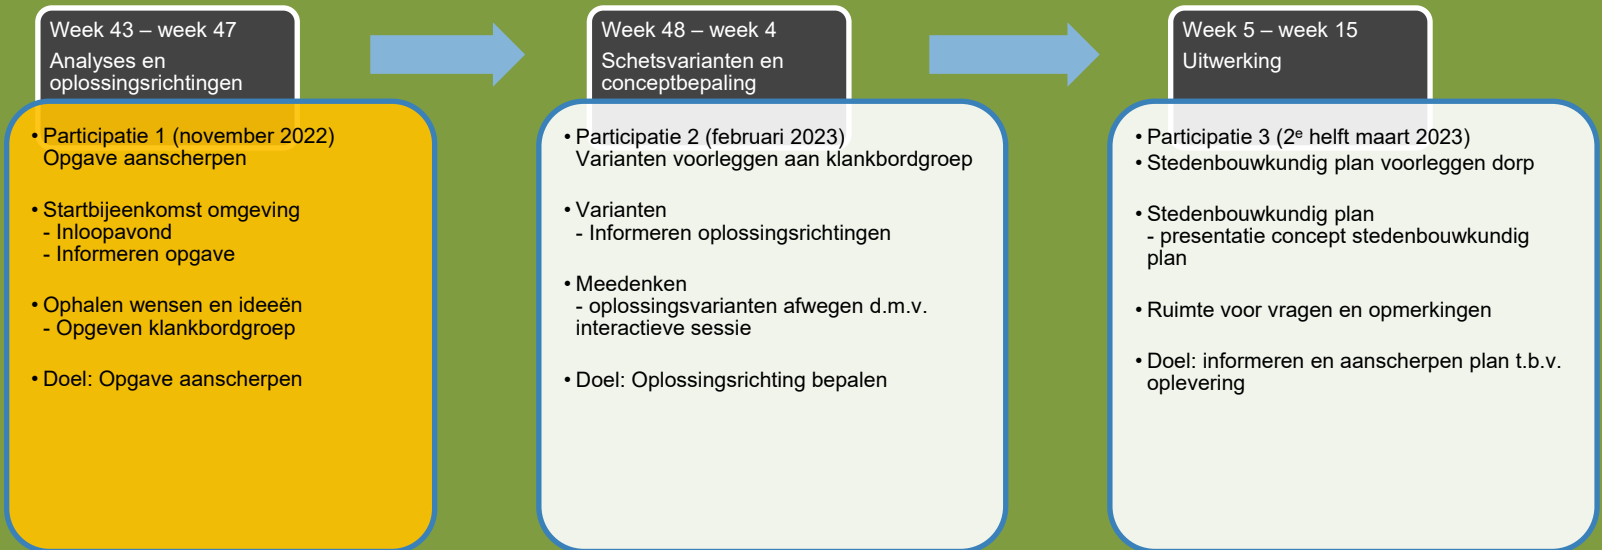 Week 43 – week 47
Analyses en
oplossingsrichtingen
• Participatie 1 (november 2022)
Opgave aanscherpen
• Startbijeenkomst omgeving
- Inloopavond
- Informeren opgave
• Ophalen wensen en ideeën
- Opgeven klankbordgroep
• Doel: Opgave aanscherpen
Week 48 – week 4
Schetsvarianten en
conceptbepaling
• Participatie 2 (februari 2023)
Varianten voorleggen aan klankbordgroep
• Varianten
- Informeren oplossingsrichtingen
• Meedenken
- oplossingsvarianten afwegen d.m.v.
interactieve sessie
• Doel: Oplossingsrichting bepalen
Week 5 – week 15
Uitwerking
• Participatie 3 (2e helft maart 2023)
• Stedenbouwkundig plan voorleggen dorp
• Stedenbouwkundig plan
- presentatie concept stedenbouwkundig
plan
• Ruimte voor vragen en opmerkingen
• Doel: informeren en aanscherpen plan t.b.v.
oplevering